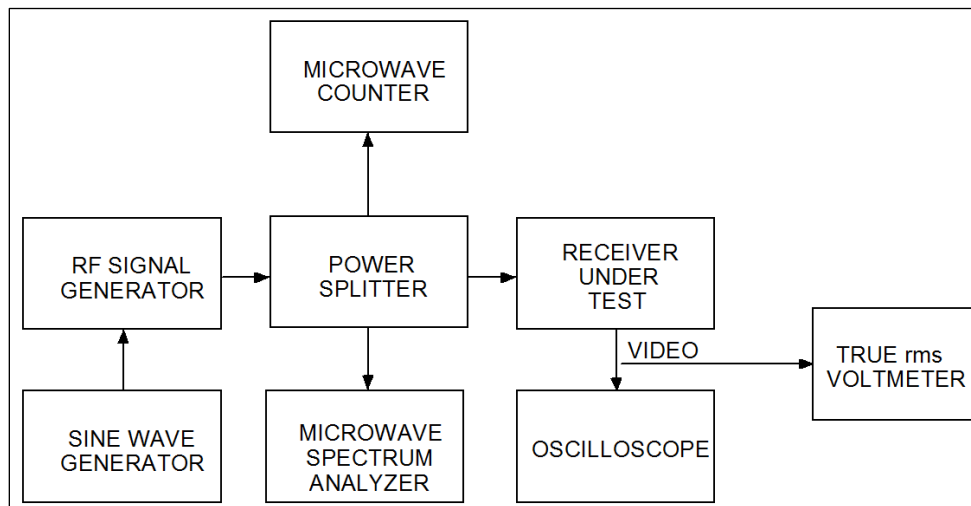 MICROWAVE
COUNTER
RF SIGNAL
GENERATOR
POWER
SPLITTER
RECEIVER
UNDER
TEST
VIDEO
TRUE rms
VOLTMETER
SINE WAVE
GENERATOR
MICROWAVE
SPECTRUM
ANALYZER
OSCILLOSCOPE